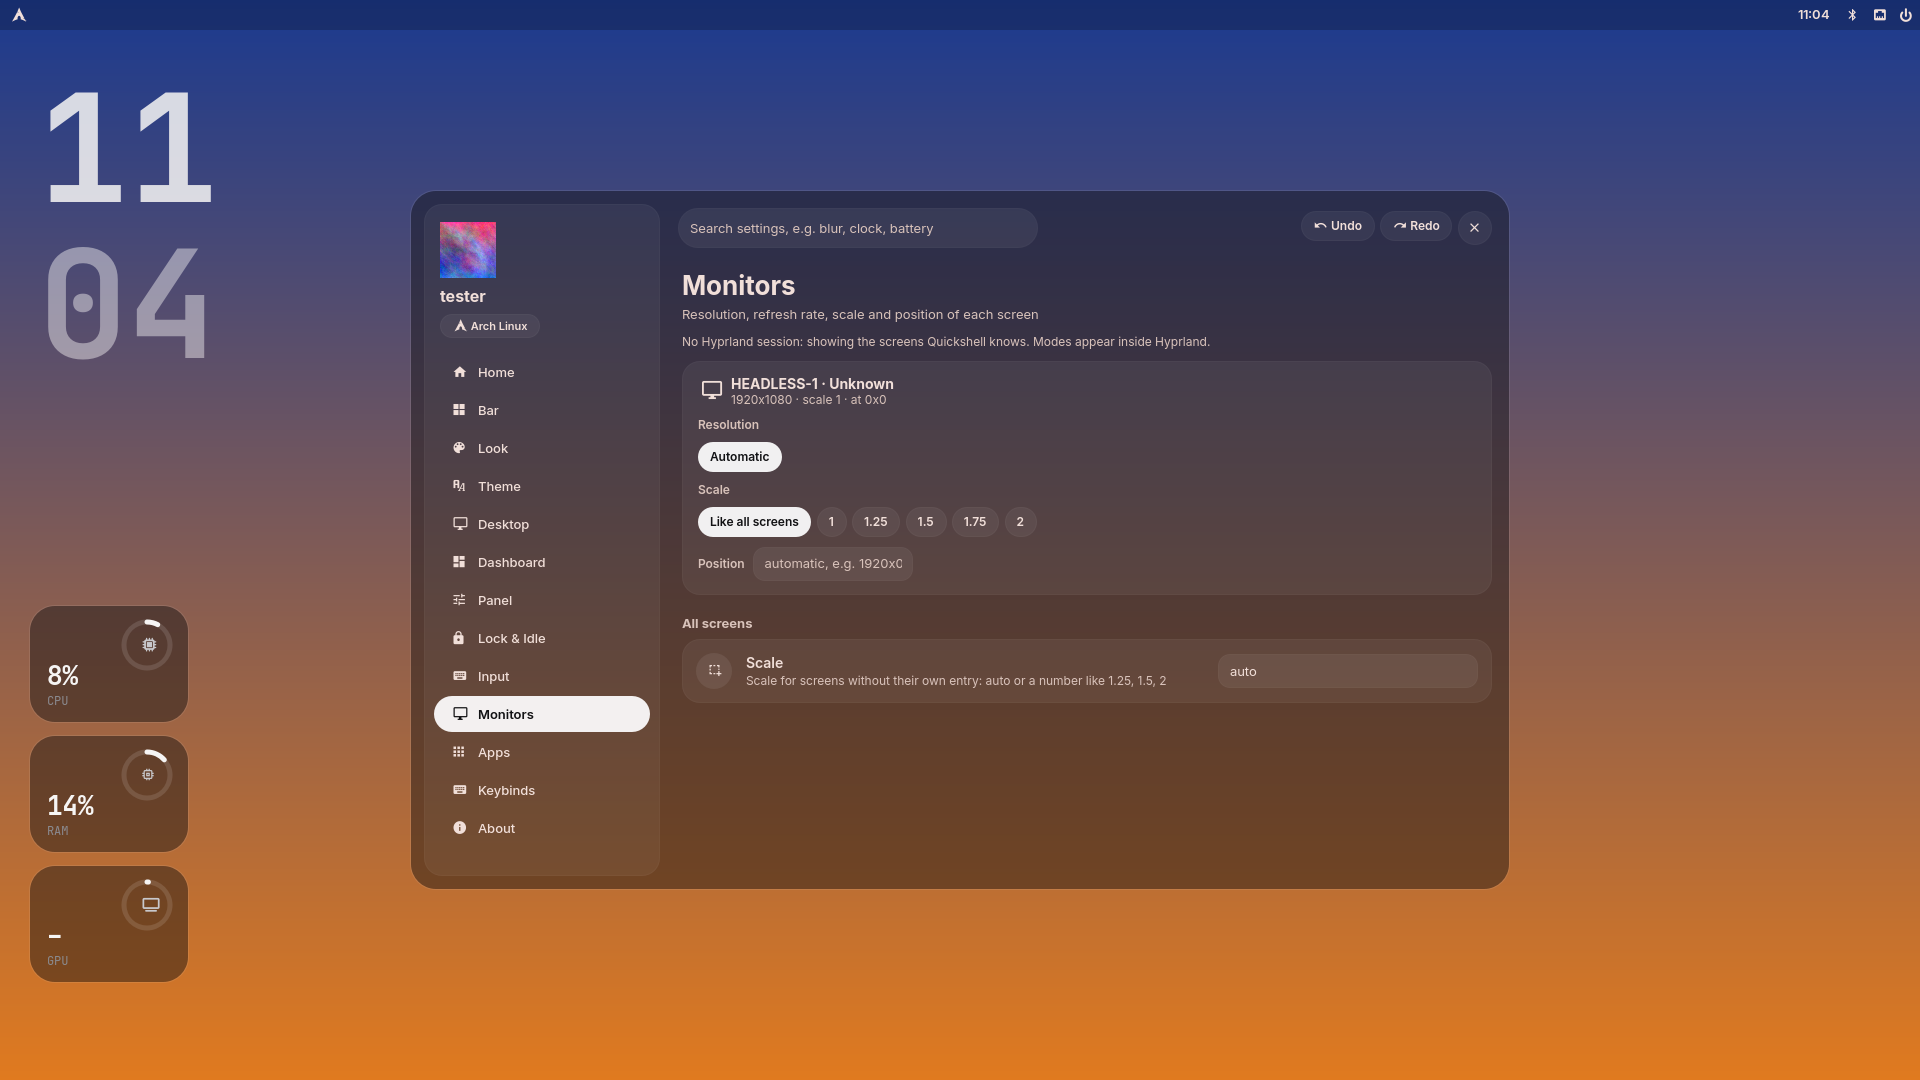 11:04
11
04
8%
CPU
14%
RAM
–
GPU
tester
Arch Linux
Home
Bar
Look
Theme
Desktop
Dashboard
Panel
Lock & Idle
Input
Monitors
Apps
Keybinds
About
Search settings, e.g. blur, clock, battery
Undo
Redo
Monitors
Resolution, refresh rate, scale and position of each screen
No Hyprland session: showing the screens Quickshell knows. Modes appear inside Hyprland.
HEADLESS-1 · Unknown
1920x1080 · scale 1 · at 0x0
Resolution
Automatic
Scale
Like all screens 1 1.25 1.5 1.75 2
Position automatic, e.g. 1920x0
All screens
Scale
Scale for screens without their own entry: auto or a number like 1.25, 1.5, 2
auto